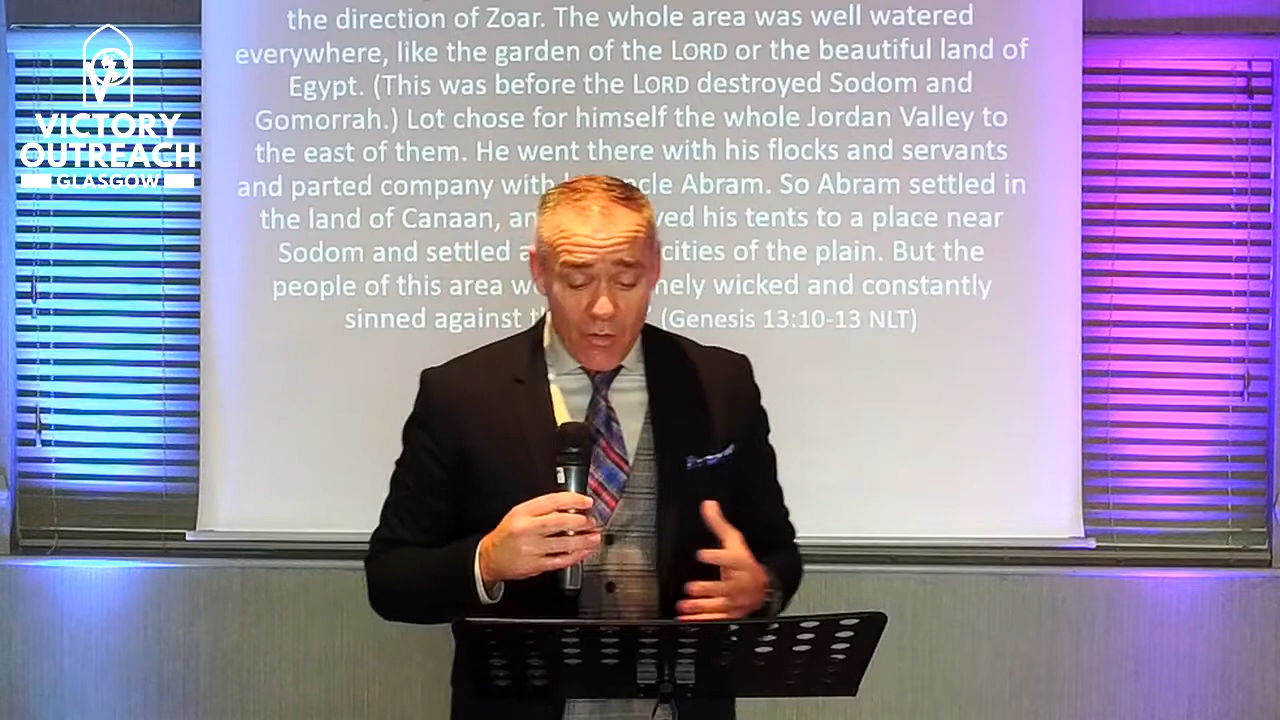 VICTORY
OUTREACH
GLASGOW
the direction of Zoar. The whole area was well watered
everywhere, like the garden of the LORD or the beautiful land of
Egypt. (This was before the LORD destroyed Sodom and
Gomorrah.) Lot chose for himself the whole Jordan Valley to
the east of them. He went there with his flocks and servants
and parted company with Abram. So Abram settled in
the land of Canaan, his tents to a place near
Sodom and settled cities of the plain. But the
people of this area wicked and constantly
sinned against (Genesis 13:10-13 NLT)